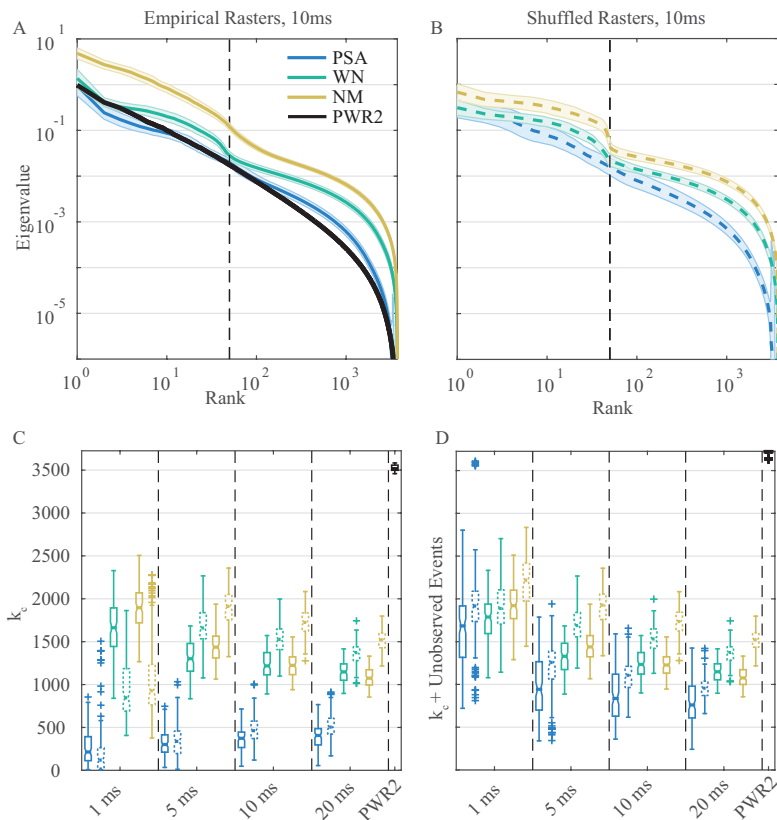 A
Empirical Rasters, 10ms
B
Shuffled Rasters, 10ms
Eigenvalue
10^1
10^-1
10^-3
10^-5
PSA
WN
NM
PWR2
10^0
10^1
10^2
10^3
Rank
10^0
10^1
10^2
10^3
Rank
C
D
k_c
3500
3000
2500
2000
1500
1000
500
0
1 ms
5 ms
10 ms
20 ms
PWR2
k_c + Unobserved Events
1 ms
5 ms
10 ms
20 ms
PWR2